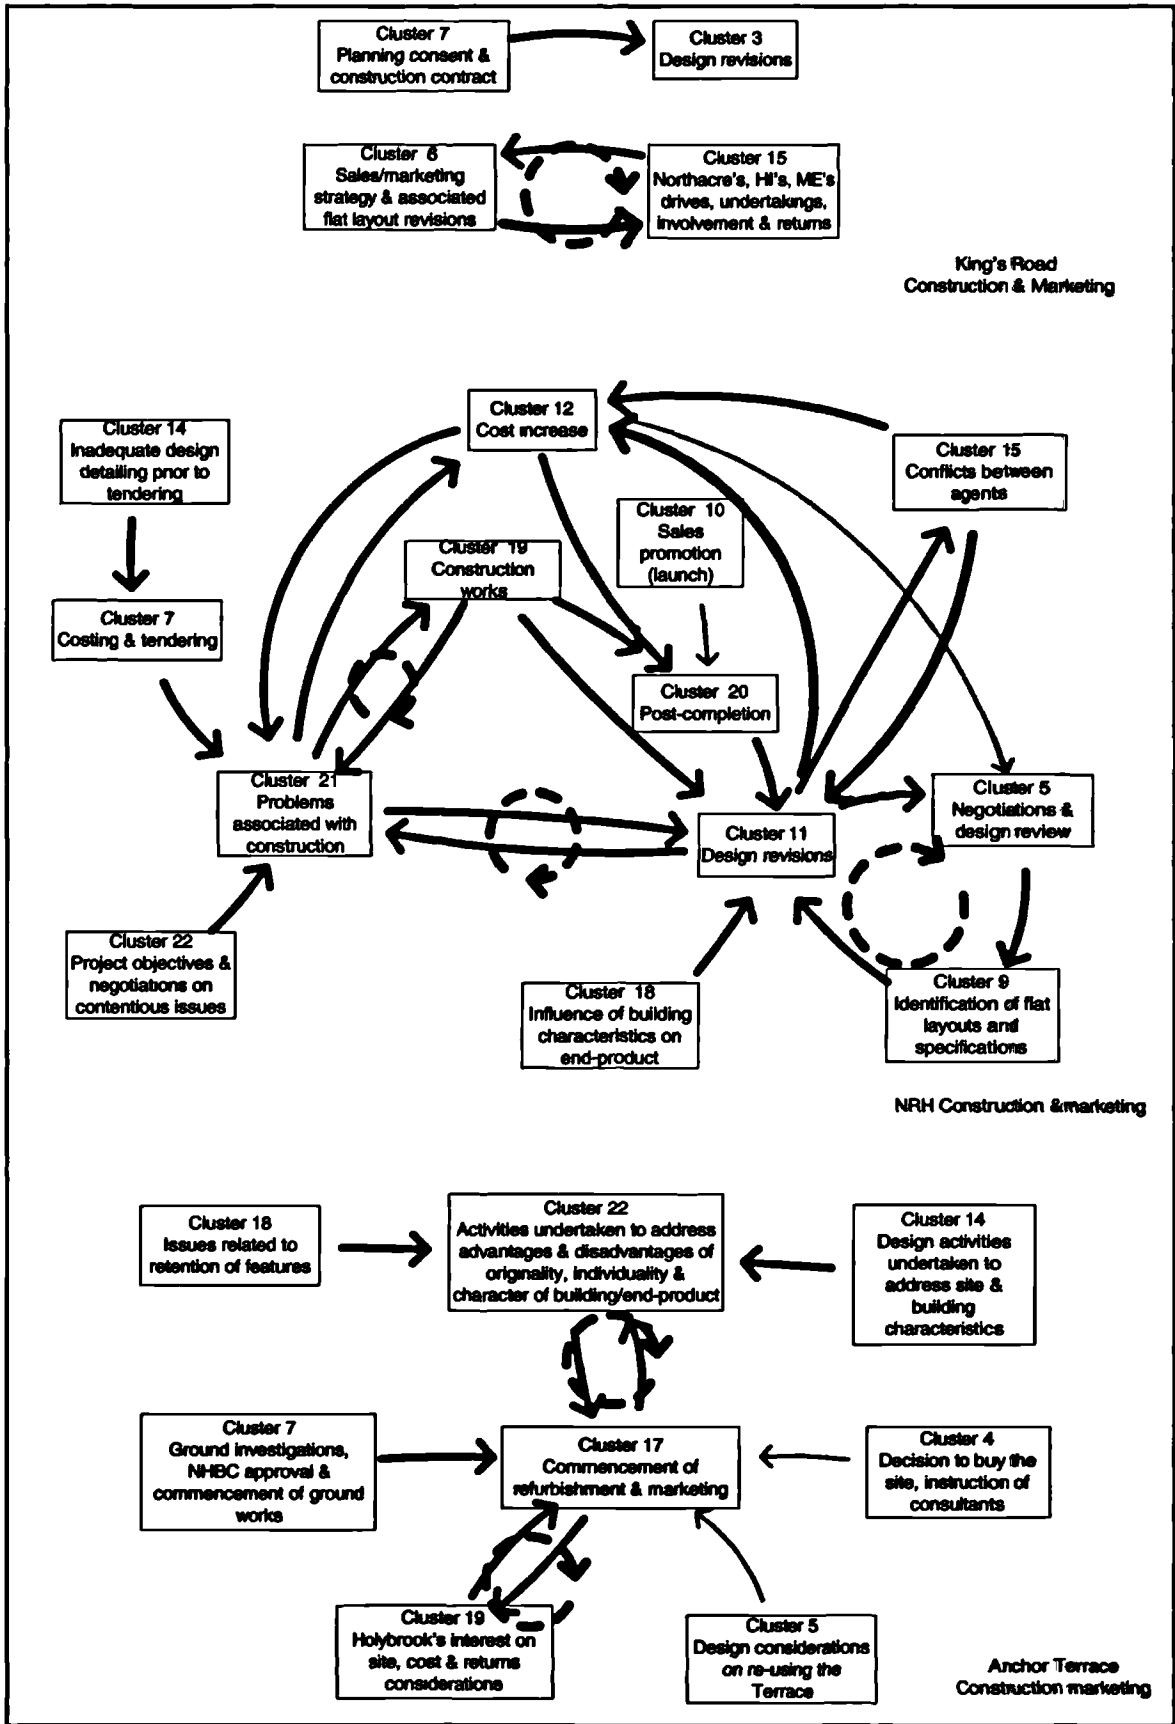 Cluster 7
Planning consent &
construction contract
Cluster 3
Design revisions
Cluster 6
Sales/marketing
strategy & associated
flat layout revisions
Cluster 15
Northacre's, HI's, ME's
drives, undertakings,
involvement & returns
King's Road
Construction & Marketing
Cluster 12
Cost increase
Cluster 14
Inadequate design
detailing prior to
tendering
Cluster 15
Conflicts between
agents
Cluster 10
Sales
promotion
(launch)
Cluster 19
Construction
works
Cluster 7
Costing & tendering
Cluster 20
Post-completion
Cluster 21
Problems
associated with
construction
Cluster 5
Negotiations &
design review
Cluster 11
Design revisions
Cluster 22
Project objectives &
negotiations on
contentious issues
Cluster 18
Influence of building
characteristics on
end-product
Cluster 9
Identification of flat
layouts and
specifications
NRH Construction &marketing
Cluster 18
Issues related to
retention of features
Cluster 22
Activities undertaken to address
advantages & disadvantages of
originality, individuality &
character of building/end-product
Cluster 14
Design activities
undertaken to
address site &
building
characteristics
Cluster 7
Ground investigations,
NHBC approval &
commencement of ground
works
Cluster 17
Commencement of
refurbishment & marketing
Cluster 4
Decision to buy the
site, instruction of
consultants
Cluster 19
Holybrook's interest on
site, cost & returns
considerations
Cluster 5
Design considerations
on re-using the
Terrace
Anchor Terrace
Construction marketing